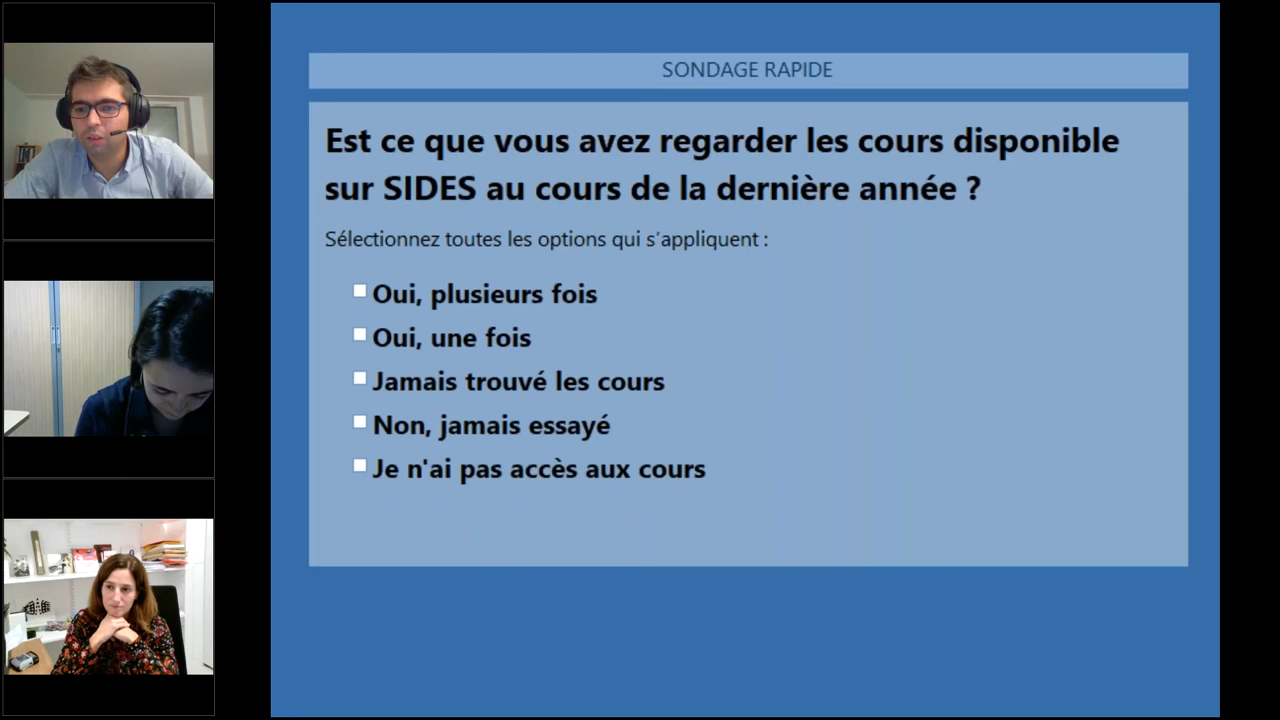 SONDAGE RAPIDE
Est ce que vous avez regarder les cours disponible
sur SIDES au cours de la dernière année ?
Sélectionnez toutes les options qui s'appliquent :
Oui, plusieurs fois
Oui, une fois
Jamais trouvé les cours
Non, jamais essayé
Je n'ai pas accès aux cours